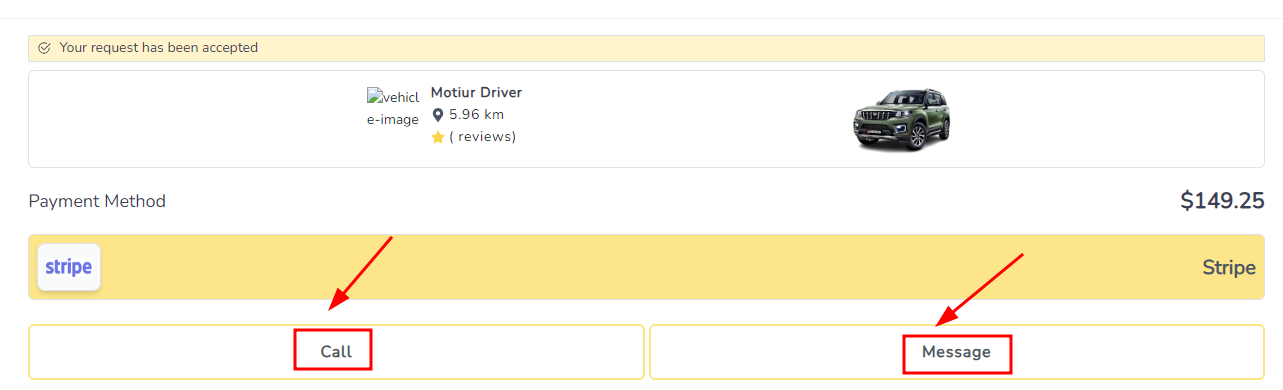 Your request has been accepted
vehicl
e-image
Motiur Driver
5.96 km
( reviews)
Payment Method
$149.25
stripe
Stripe
Call
Message